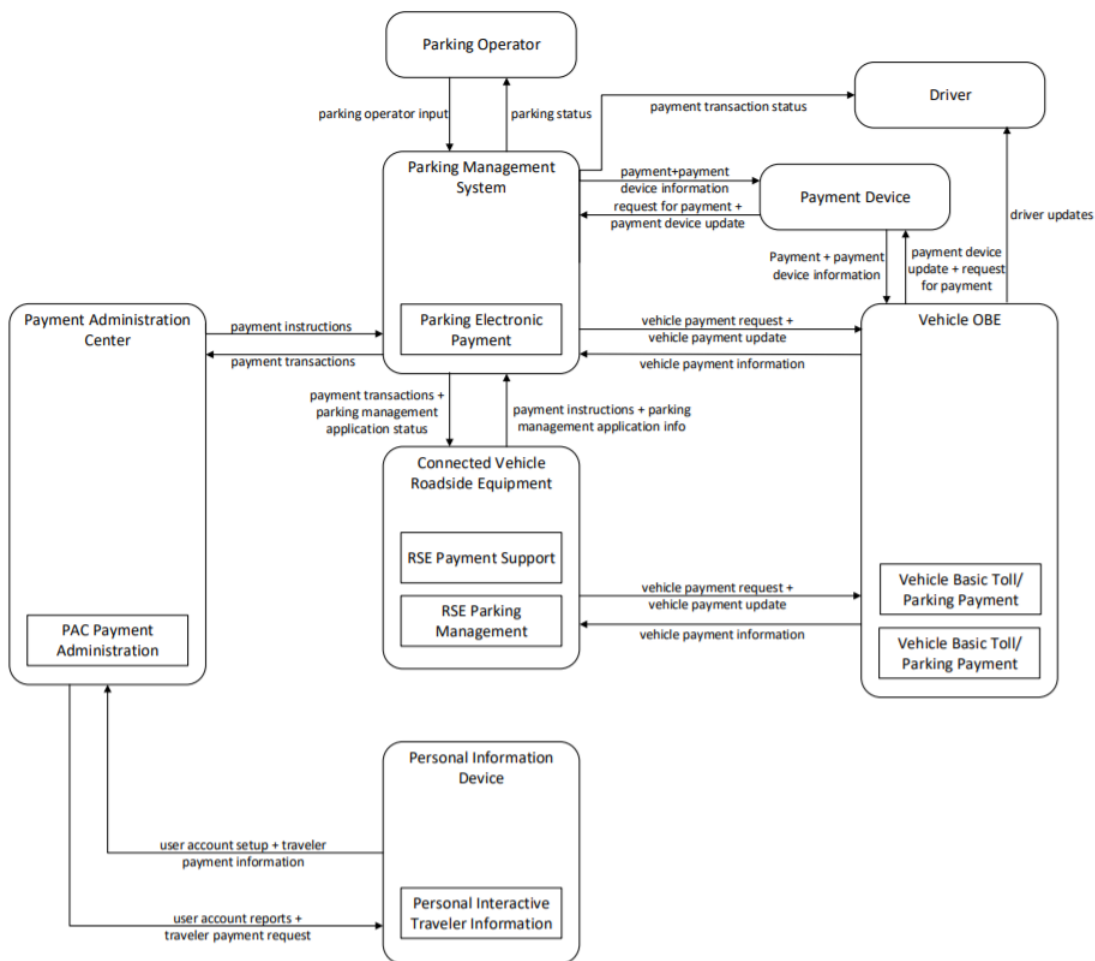 Parking Operator
parking operator input
parking status
payment transaction status
Driver
Parking Management
System
payment+payment
device information
request for payment +
payment device update
Payment Device
driver updates
Payment + payment
device information
payment device
update + request
for payment
Payment Administration
Center
payment instructions
payment transactions
Parking Electronic
Payment
vehicle payment request +
vehicle payment update
vehicle payment information
Vehicle OBE
payment transactions +
parking management
application status
payment instructions + parking
management application info
Connected Vehicle
Roadside Equipment
RSE Payment Support
RSE Parking
Management
vehicle payment request +
vehicle payment update
vehicle payment information
Vehicle Basic Toll/
Parking Payment
Vehicle Basic Toll/
Parking Payment
PAC Payment
Administration
Personal Information
Device
user account setup + traveler
payment information
user account reports +
traveler payment request
Personal Interactive
Traveler Information